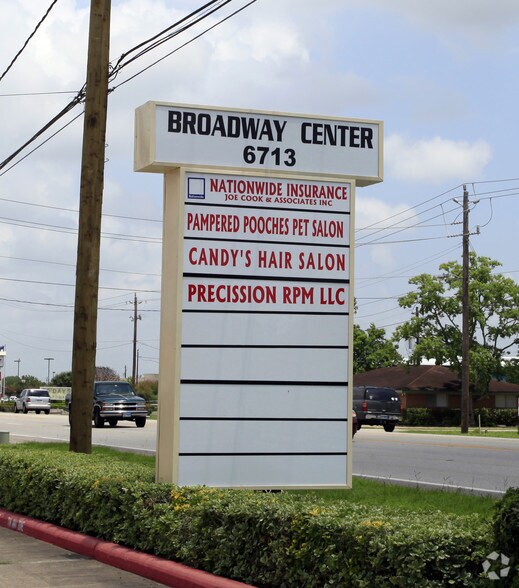 BROADWAY CENTER
6713
NATIONWIDE INSURANCE
JOE COOK & ASSOCIATES INC
PAMPERED POOCHES PET SALON
CANDY'S HAIR SALON
PRECISSION RPM LLC